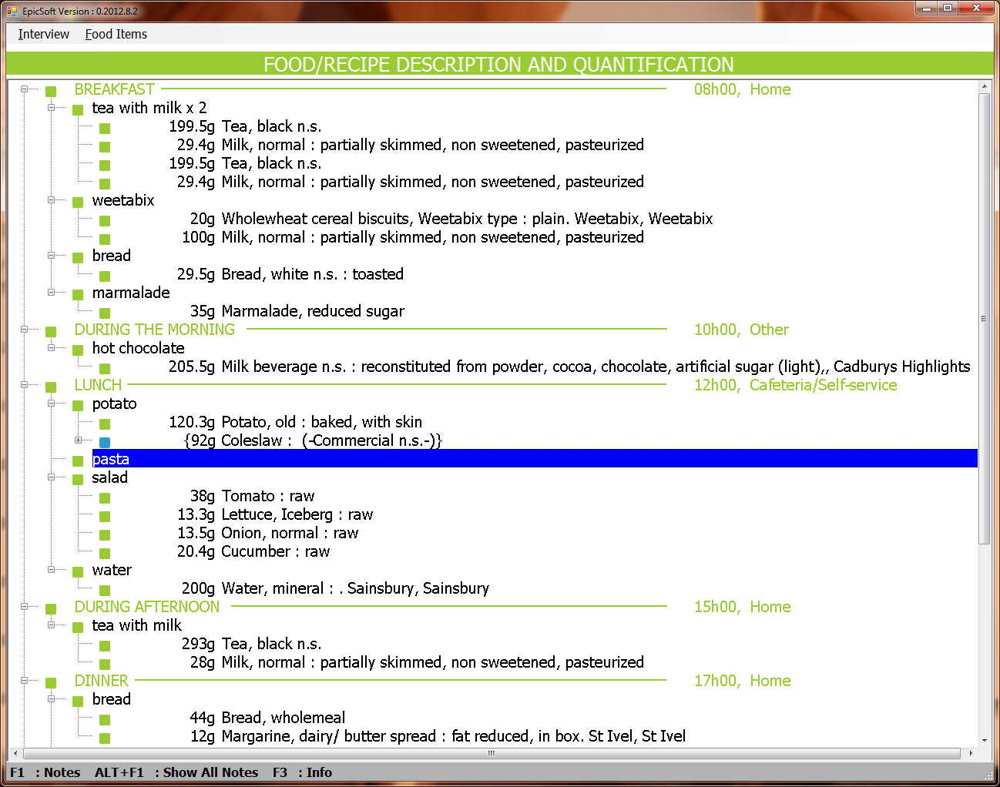 EpicSoft Version : 0.2012.8.2
Interview Food Items
FOOD/RECIPE DESCRIPTION AND QUANTIFICATION
BREAKFAST 08h00, Home
tea with milk x 2
199.5g Tea, black n.s.
29.4g Milk, normal : partially skimmed, non sweetened, pasteurized
199.5g Tea, black n.s.
29.4g Milk, normal : partially skimmed, non sweetened, pasteurized
weetabix
20g Wholewheat cereal biscuits, Weetabix type : plain. Weetabix, Weetabix
100g Milk, normal : partially skimmed, non sweetened, pasteurized
bread
29.5g Bread, white n.s. : toasted
marmalade
35g Marmalade, reduced sugar
DURING THE MORNING 10h00, Other
hot chocolate
205.5g Milk beverage n.s. : reconstituted from powder, cocoa, chocolate, artificial sugar (light),, Cadburys Highlights
LUNCH 12h00, Cafeteria/Self-service
potato
120.3g Potato, old : baked, with skin
{92g Coleslaw : (-Commercial n.s.-)}
pasta
salad
38g Tomato : raw
13.3g Lettuce, Iceberg : raw
13.5g Onion, normal : raw
20.4g Cucumber : raw
water
200g Water, mineral : . Sainsbury, Sainsbury
DURING AFTERNOON 15h00, Home
tea with milk
293g Tea, black n.s.
28g Milk, normal : partially skimmed, non sweetened, pasteurized
DINNER 17h00, Home
bread
44g Bread, wholemeal
12g Margarine, dairy/ butter spread : fat reduced, in box. St Ivel, St Ivel
F1 : Notes ALT+F1 : Show All Notes F3 : Info